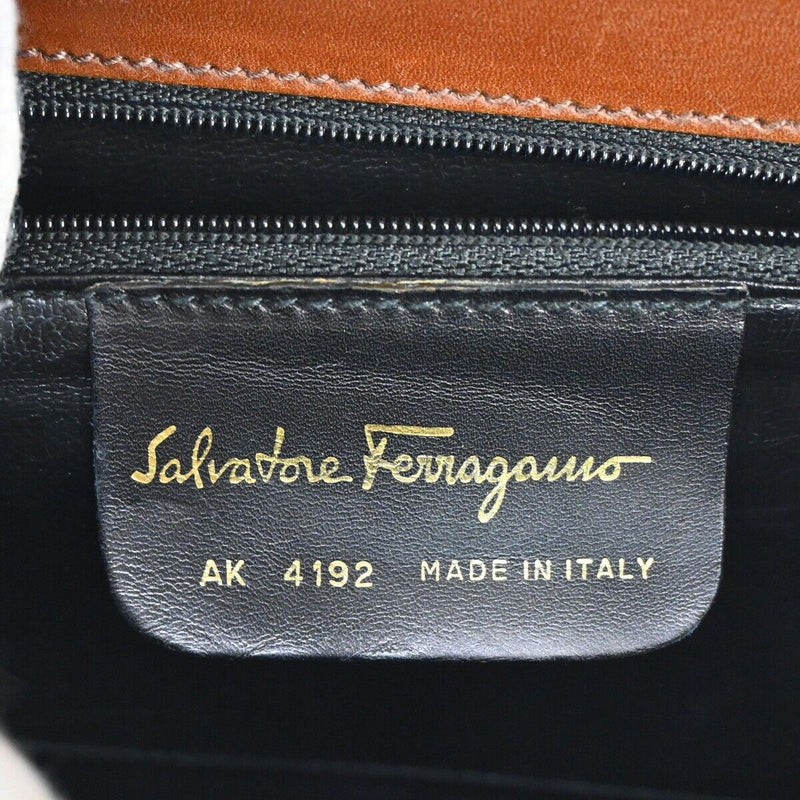 Salvatore Ferragamo
AK 4192 MADE IN ITALY